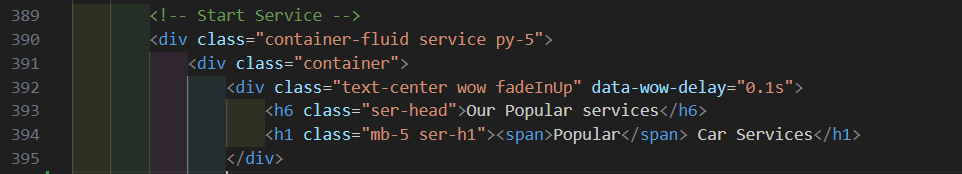 389 <!-- Start Service -->
390 <div class="container-fluid service py-5">
391 <div class="container">
392 <div class="text-center wow fadeInUp" data-wow-delay="0.1s">
393 <h6 class="ser-head">Our Popular services</h6>
394 <h1 class="mb-5 ser-h1"><span>Popular</span> Car Services</h1>
395 </div>